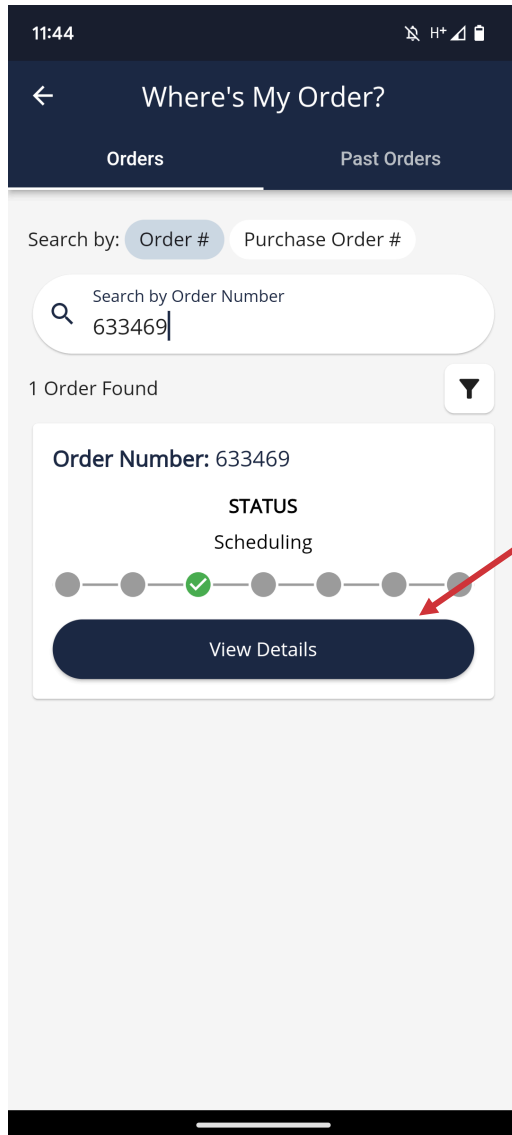 11:44
H+
Where's My Order?
Orders
Past Orders
Search by: Order # Purchase Order #
Search by Order Number
633469
1 Order Found
Order Number: 633469
STATUS
Scheduling
View Details